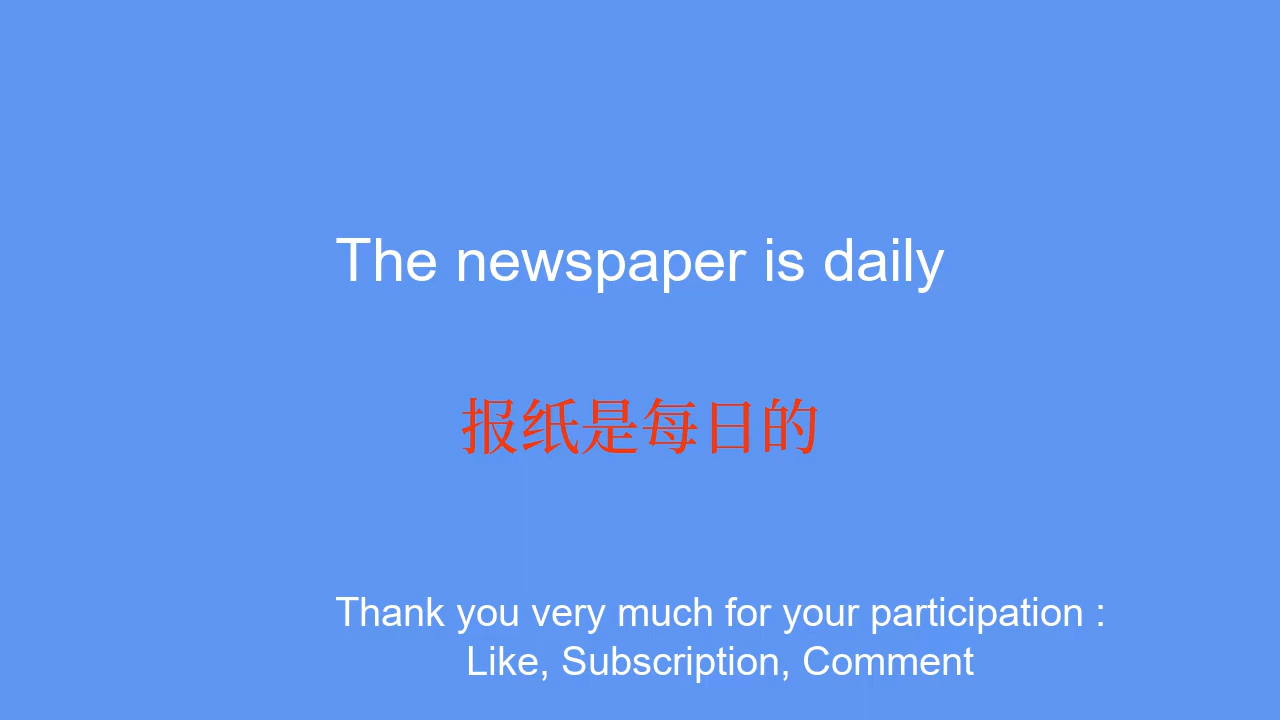 The newspaper is daily
报纸是每日的
Thank you very much for your participation :
Like, Subscription, Comment